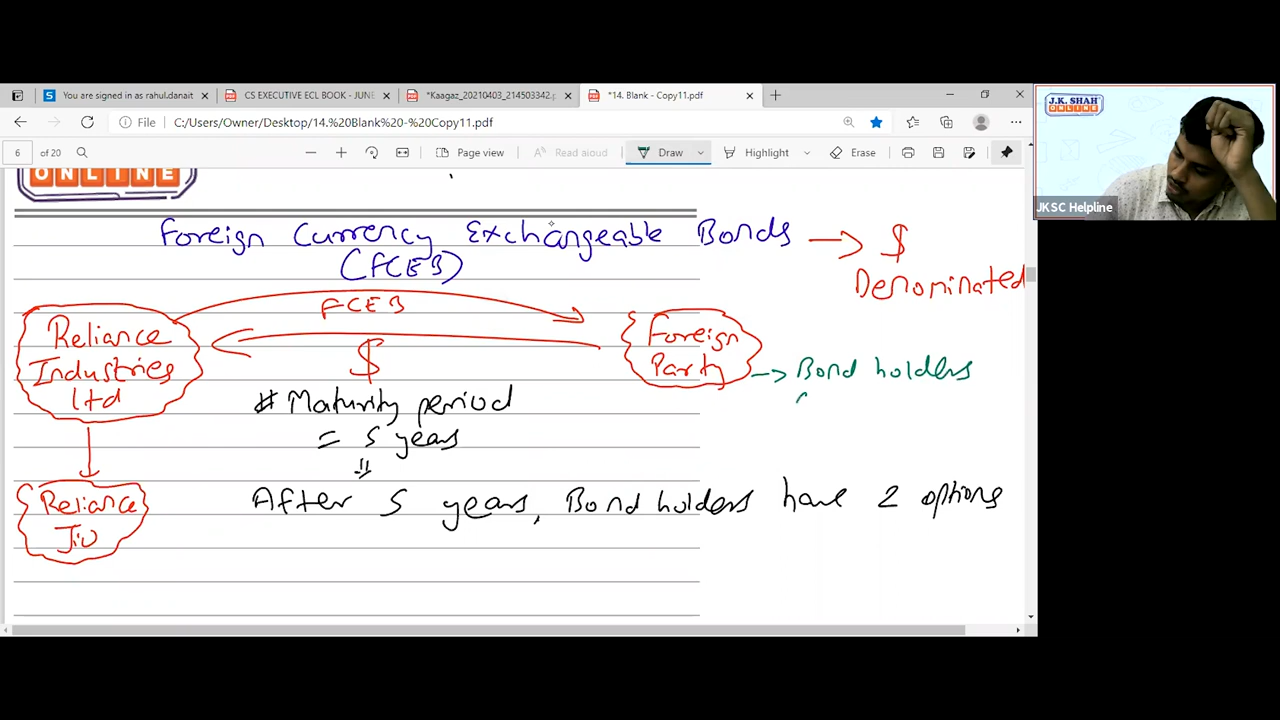 You are signed in as rahul.danait
CS EXECUTIVE ECL BOOK - JUNE
*Kaagaz_20210403_214503342.p
*14. Blank - Copy11.pdf
File
C:/Users/Owner/Desktop/14.%20Blank%20-%20Copy11.pdf
6 of 20
Page view
Read aloud
Draw
Highlight
Erase
J.K. SHAH
ONLINE
JKSC Helpline
ONLINE
Foreign Currency Exchangeable Bonds → $
(FCEB)
Denominated
FCEB
Reliance
Industries
Ltd
$
Foreign
Party
→ Bond holders
# Maturity period
= 5 years
After 5 years, Bond holders have 2 options
Reliance
Jio